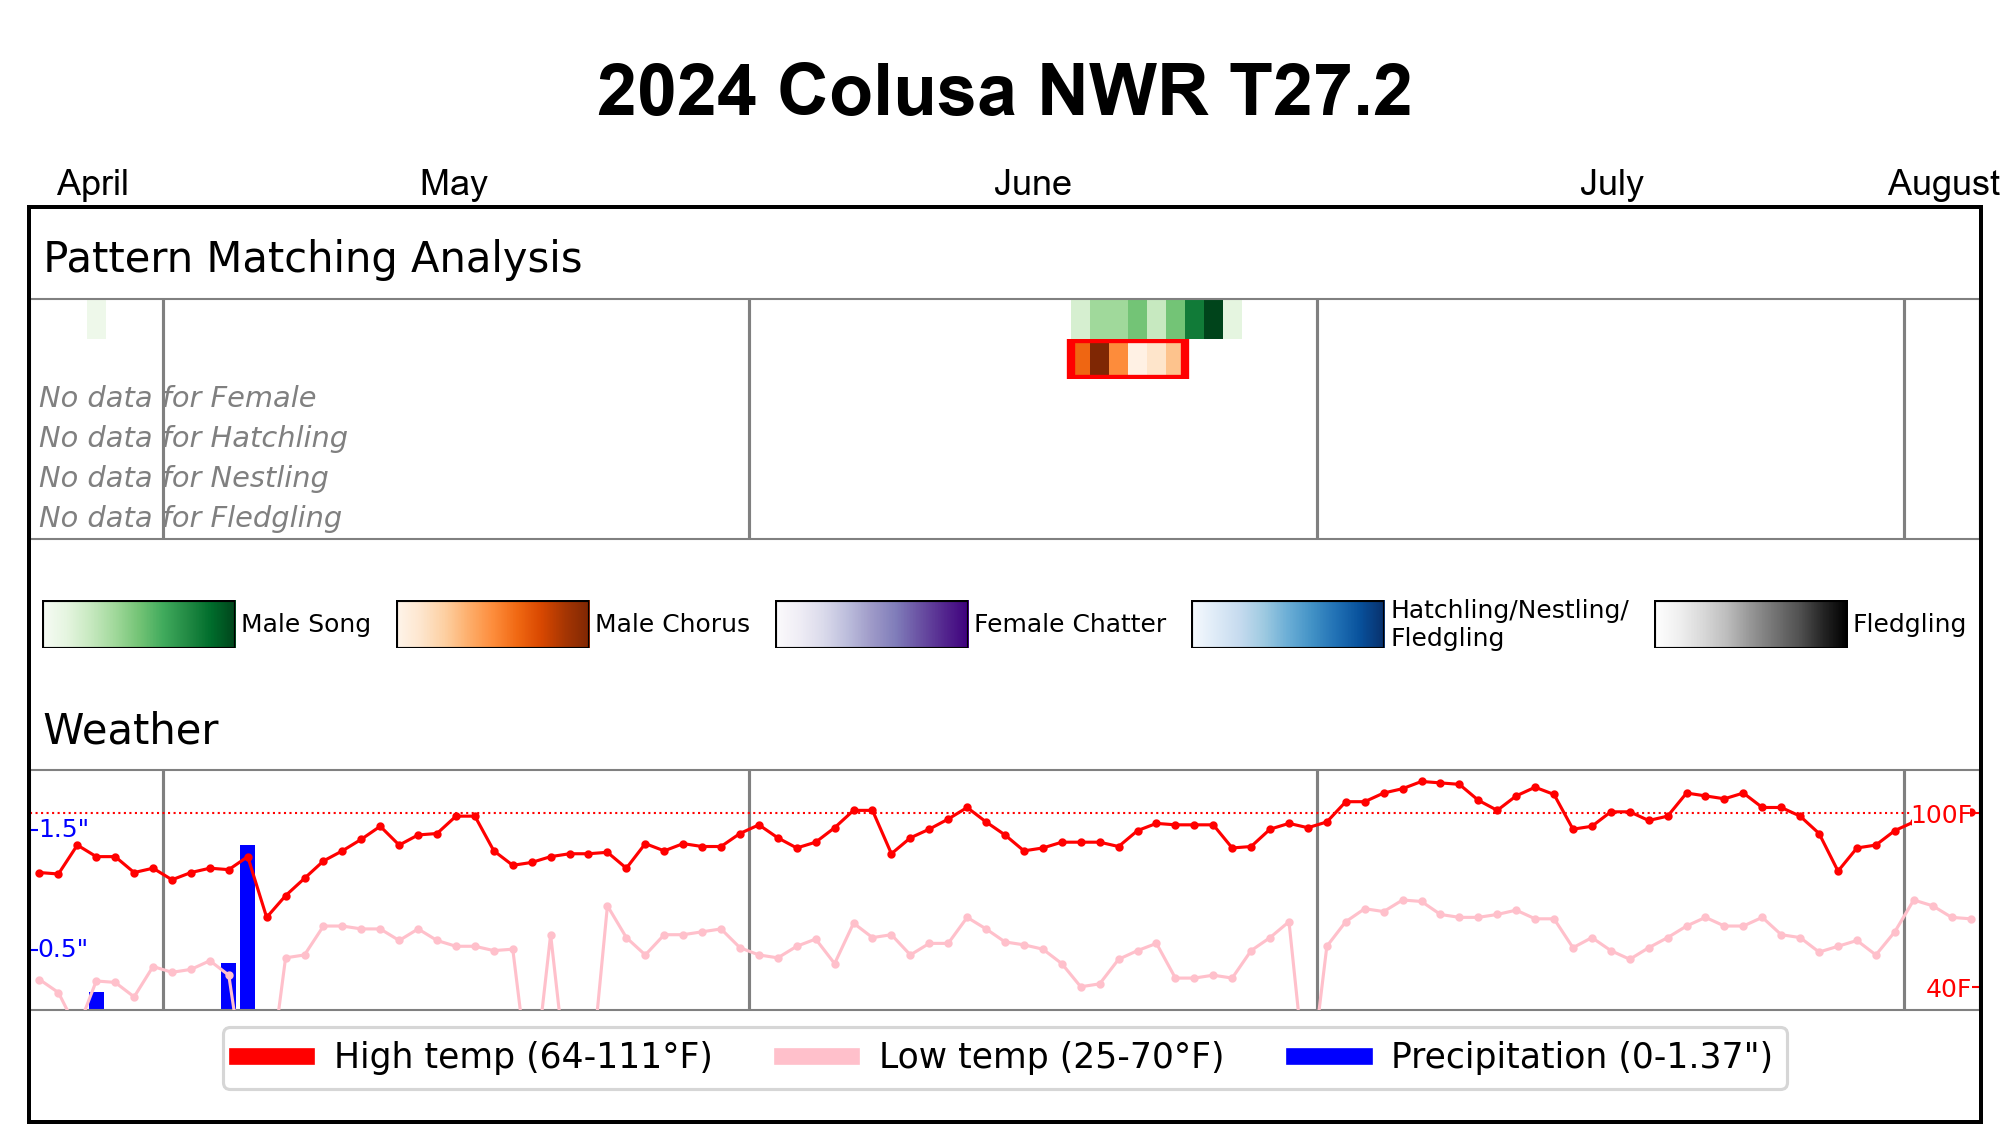 2024 Colusa NWR T27.2
April May June July August
Pattern Matching Analysis
No data for Female
No data for Hatchling
No data for Nestling
No data for Fledgling
Male Song Male Chorus Female Chatter Hatchling/Nestling/ Fledgling
Fledgling
Weather
1.5" 100F
0.5"
40F
High temp (64-111°F) Low temp (25-70°F) Precipitation (0-1.37")